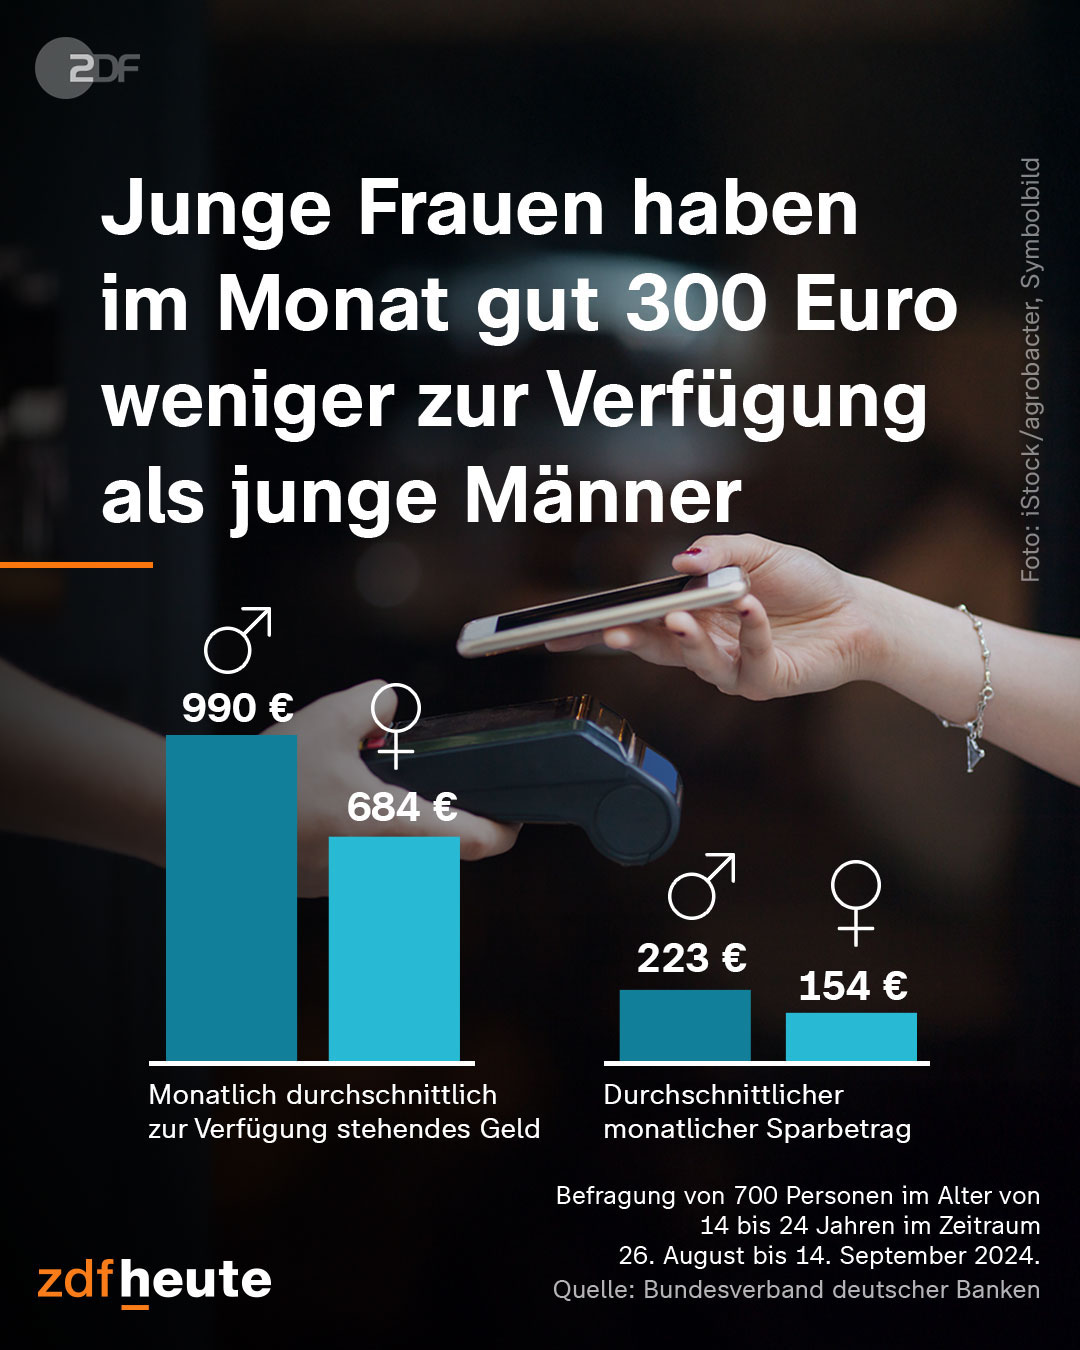 ZDF
Junge Frauen haben
im Monat gut 300 Euro
weniger zur Verfügung
als junge Männer
Foto: iStock/agrobacter, Symbolbild
990 €
684 €
223 €
154 €
Monatlich durchschnittlich
zur Verfügung stehendes Geld
Durchschnittlicher
monatlicher Sparbetrag
Befragung von 700 Personen im Alter von
14 bis 24 Jahren im Zeitraum
26. August bis 14. September 2024.
Quelle: Bundesverband deutscher Banken
zdfheute